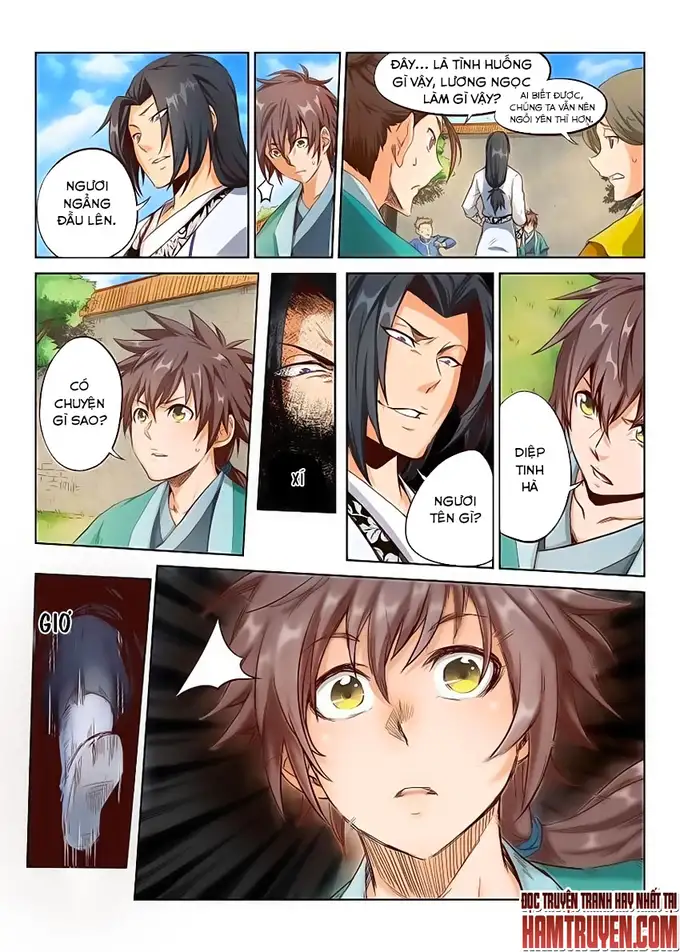 NGƯƠI
NGẨNG
ĐẦU LÊN.
ĐÂY... LÀ TÌNH HUỐNG
GÌ VẬY, LƯƠNG NGỌC
LÀM GÌ VẬY?
AI BIẾT ĐƯỢC,
CHÚNG TA VẪN NÊN
NGỒI YÊN THÌ HƠN.
CÓ
CHUYỆN
GÌ SAO?
XÍ
NGƯƠI
TÊN GÌ?
DIỆP
TINH
HÀ
GIƠ
ĐỌC TRUYỆN TRANH HAY NHẤT TẠI
HAMTRUYEN.COM